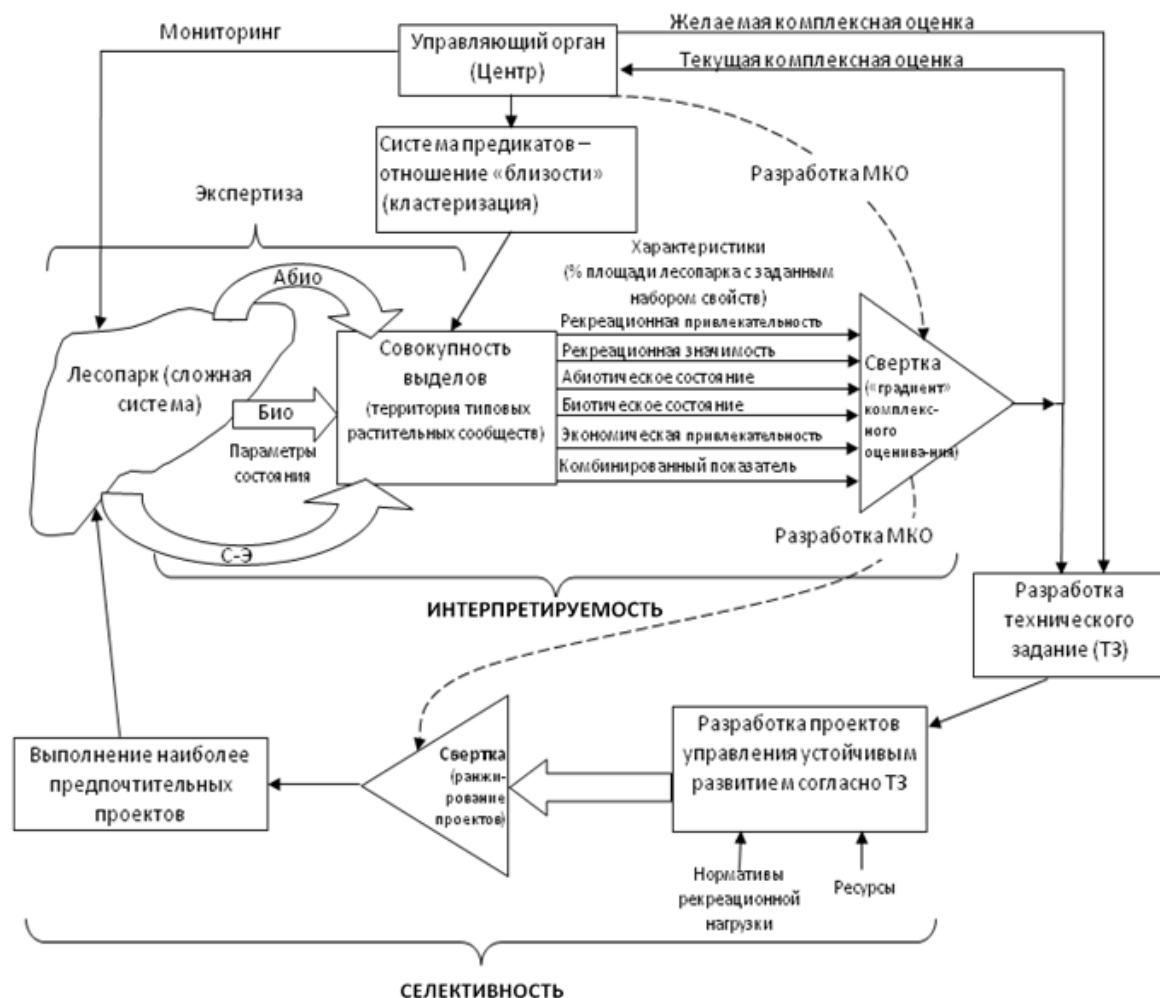 Мониторинг
Управляющий орган
(Центр)
Желаемая комплексная оценка
Текущая комплексная оценка
Система предикатов –
отношение «близости»
(кластеризация)
Разработка МКО
Экспертиза
Характеристики
(% площади лесопарка с заданным
набором свойств)
Абио
Лесопарк (сложная
система)
Био
Параметры
состояния
С-Э
Совокупность
выделов
(территория типовых
растительных сообществ)
Рекреационная привлекательность
Рекреационная значимость
Абиотическое состояние
Биотическое состояние
Экономическая привлекательность
Комбинированный показатель
Свертка
(«градиент»
комплекс-
ного
оценива-ния)
Разработка МКО
ИНТЕРПРЕТИРУЕМОСТЬ
Разработка
технического
задание (ТЗ)
Разработка проектов
управления устойчивым
развитием согласно ТЗ
Нормативы
рекреационной
нагрузки
Ресурсы
Свертка
(ранжи-
рование
проектов)
Выполнение наиболее
предпочтительных
проектов
СЕЛЕКТИВНОСТЬ